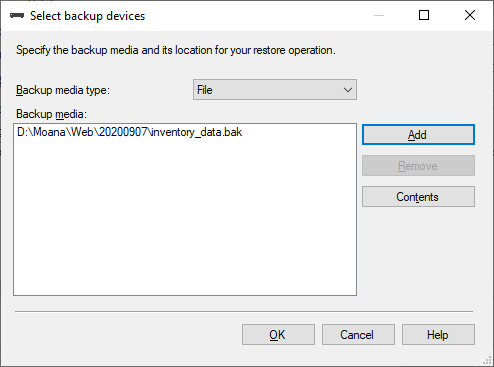 Select backup devices
Specify the backup media and its location for your restore operation.
Backup media type:
File
Backup media:
D:\Moana\Web\20200907\inventory_data.bak
Add
Remove
Contents
OK
Cancel
Help